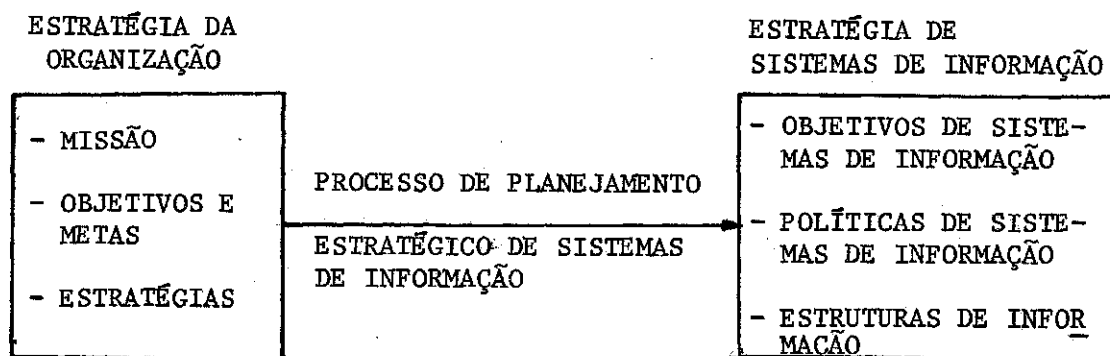 ESTRATÉGIA DA
ORGANIZAÇÃO
- MISSÃO
- OBJETIVOS E
METAS
- ESTRATÉGIAS
PROCESSO DE PLANEJAMENTO
ESTRATÉGICO DE SISTEMAS
DE INFORMAÇÃO
ESTRATÉGIA DE
SISTEMAS DE INFORMAÇÃO
- OBJETIVOS DE SISTE-
MAS DE INFORMAÇÃO
- POLÍTICAS DE SISTE-
MAS DE INFORMAÇÃO
- ESTRUTURAS DE INFOR
MAÇÃO